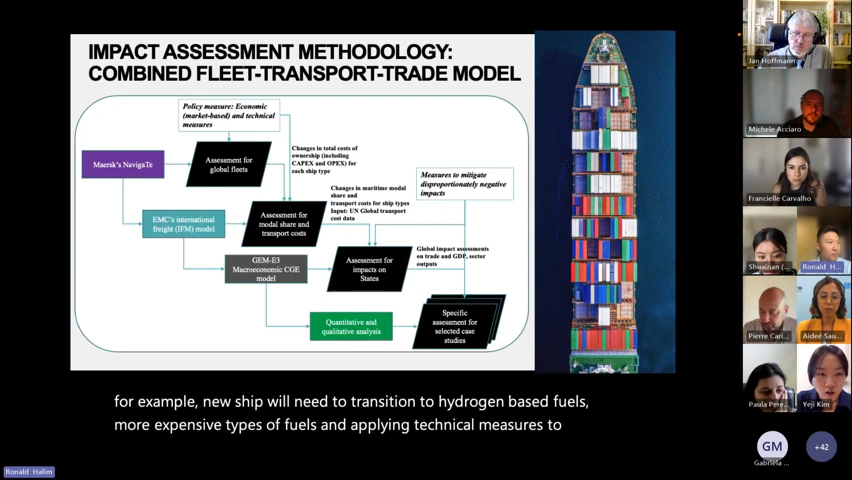 IMPACT ASSESSMENT METHODOLOGY:
COMBINED FLEET-TRANSPORT-TRADE MODEL
Policy measure: Economic
(market-based) and technical
measures
Maersk's NavigaTe
Assessment for
global fleets
Changes in total costs of
ownership (including
CAPEX and OPEX) for
each ship type
Measures to mitigate
disproportionately negative
impacts
EMC's international
freight (IFM) model
Assessment for
modal share and
transport costs
Changes in maritime modal
share and
transport costs for ship types
Input: UN Global transport
cost data
GEM-E3
Macroeconomic CGE
model
Assessment for
impacts on
States
Global impact assessments
on trade and GDP, sector
outputs
Quantitative and
qualitative analysis
Specific
assessment for
selected case
studies
for example, new ship will need to transition to hydrogen based fuels,
more expensive types of fuels and applying technical measures to
Ronald Halim
Jan Hoffmann
Michele Acciaro
Francielle Carvalho
Shuainan (...
Ronald H...
Pierre Cari...
Aideé Sau...
Paula Pere...
Yeji Kim
GM
Gabriela ...
+42